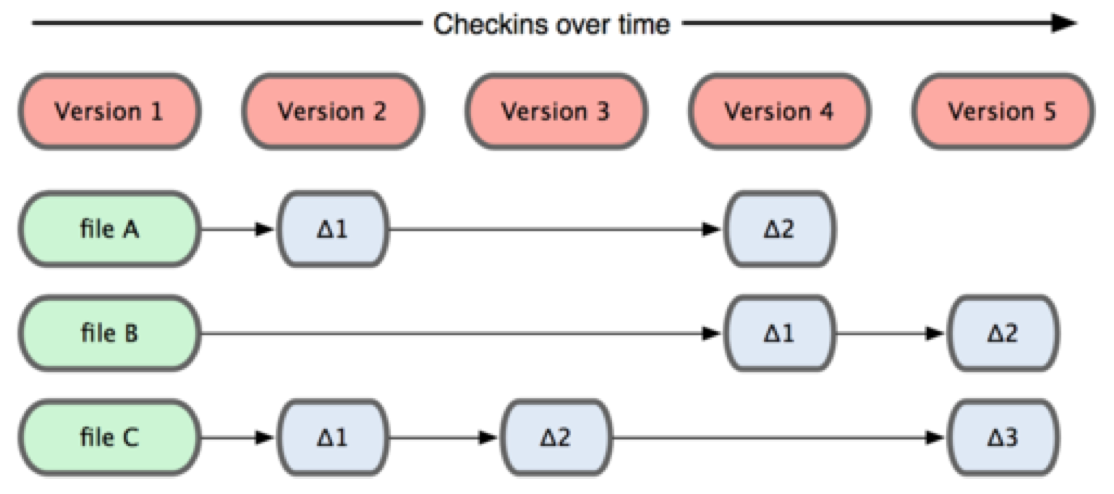 Checkins over time
Version 1 Version 2 Version 3 Version 4 Version 5
file A Δ1 Δ2
file B Δ1 Δ2
file C Δ1 Δ2 Δ3